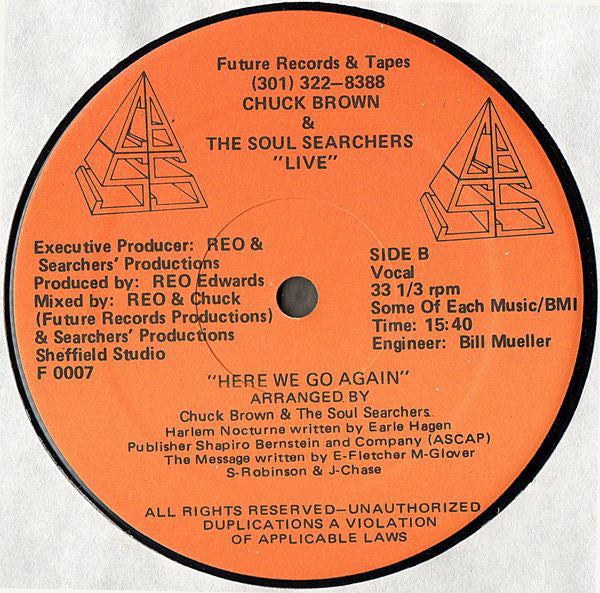 Future Records & Tapes
(301) 322—8388
CHUCK BROWN
&
THE SOUL SEARCHERS
"LIVE"
Executive Producer: REO &
Searchers' Productions
Produced by: REO Edwards
Mixed by: REO & Chuck
(Future Records Productions)
& Searchers' Productions
Sheffield Studio
F 0007
SIDE B
Vocal
33 1/3 rpm
Some Of Each Music/BMI
Time: 15:40
Engineer: Bill Mueller
"HERE WE GO AGAIN"
ARRANGED BY
Chuck Brown & The Soul Searchers..
Harlem Nocturne written by Earle Hagen
Publisher Shapiro Bernstein and Company (ASCAP)
The Message written by E-Fletcher M-Glover
S-Robinson & J-Chase
ALL RIGHTS RESERVED—UNAUTHORIZED
DUPLICATIONS A VIOLATION
OF APPLICABLE LAWS